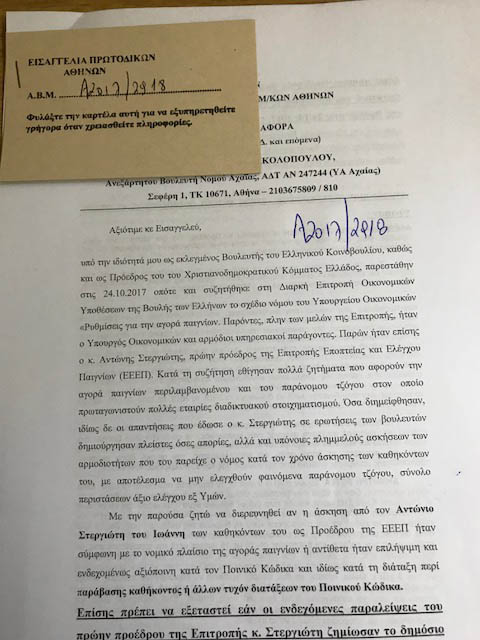 ΕΙΣΑΓΓΕΛΙΑ ΠΡΩΤΟΔΙΚΩΝ
ΑΘΗΝΩΝ
Α.Β.Μ. Α2017/2918
Φυλάξτε την καρτέλα αυτή για να εξυπηρετηθείτε
γρήγορα όταν χρειασθείτε πληροφορίες.
Μ/ΚΩΝ ΑΘΗΝΩΝ
ΑΦΟΡΑ
Δ. και επόμενα)
ΚΟΛΟΠΟΥΛΟΥ,
Ανεξάρτητου Βουλευτή Νομού Αχαΐας, ΑΔΤ ΑΝ 247244 (ΥΑ Αχαΐας)
Σεφέρη 1, ΤΚ 10671, Αθήνα – 2103675809 / 810
Αξιότιμε κε Εισαγγελεύ,
Α2017/2918
υπό την ιδιότητά μου ως εκλεγμένος Βουλευτής του Ελληνικού Κοινοβουλίου, καθώς
και ως Πρόεδρος του του Χριστιανοδημοκρατικού Κόμματος Ελλάδος, παρεστάθην
στις 24.10.2017 οπότε και συζητήθηκε στη Διαρκή Επιτροπή Οικονομικών
Υποθέσεων της Βουλής των Ελλήνων το σχέδιο νόμου του Υπουργείου Οικονομικών
«Ρυθμίσεις για την αγορά παιγνίων. Παρόντες, πλην των μελών της Επιτροπής, ήταν
ο Υπουργός Οικονομικών και αρμόδιοι υπηρεσιακοί παράγοντες. Παρών ήταν επίσης
ο κ. Αντώνης Στεργιώτης, πρώην πρόεδρος της Επιτροπής Εποπτείας και Ελέγχου
Παιγνίων (ΕΕΕΠ). Κατά τη συζήτηση εθίγησαν πολλά ζητήματα που αφορούν την
αγορά παιγνίων περιλαμβανομένου και του παράνομου τζόγου στον οποίο
πρωταγωνιστούν πολλές εταιρίες διαδικτυακού στοιχηματισμού. Όσα διημείφθησαν,
ιδίως δε οι απαντήσεις που έδωσε ο κ. Στεργιώτης σε ερωτήσεις των βουλευτών
δημιούργησαν πλείστες όσες απορίες, αλλά και υπόνοιες πλημμελούς ασκήσεων των
αρμοδιοτήτων που του παρείχε ο νόμος κατά τον χρόνο άσκησης των καθηκόντων
του, με αποτέλεσμα να μην ελεγχθούν φαινόμενα παράνομου τζόγου, σύνολο
περιστάσεων άξιο ελέγχου εξ Υμών.
Με την παρούσα ζητώ να διερευνηθεί αν η άσκηση από τον Αντώνιο
Στεργιώτη του Ιωάννη των καθηκόντων του ως Προέδρου της ΕΕΕΠ ήταν
σύμφωνη με το νομικό πλαίσιο της αγοράς παιγνίων ή αντίθετα ήταν επιλήψιμη και
ενδεχομένως αξιόποινη κατά τον Ποινικό Κώδικα και ιδίως κατά τη διάταξη περί
παράβασης καθήκοντος ή άλλων τυχόν διατάξεων του Ποινικού Κώδικα.
Επίσης πρέπει να εξεταστεί εάν οι ενδεχόμενες παραλείψεις του
πρώην προέδρου της Επιτροπής κ. Στεργιώτη ζημίωσαν το δημόσιο